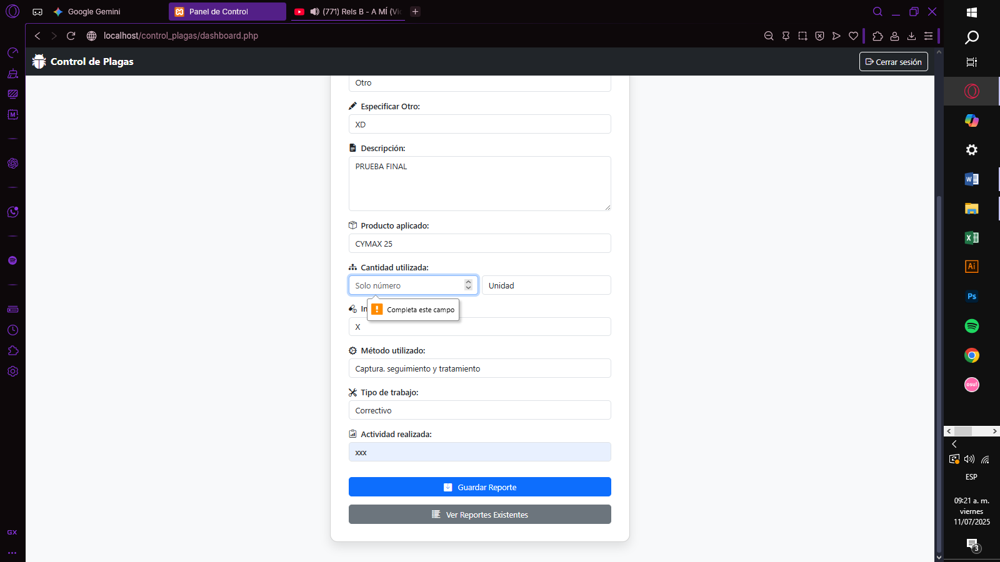 Google Gemini
Panel de Control
(771) Rels B - A MÍ (Vi
localhost/control_plagas/dashboard.php
Control de Plagas
Cerrar sesión
Otro
Especificar Otro:
XD
Descripción:
PRUEBA FINAL
Producto aplicado:
CYMAX 25
Cantidad utilizada:
Solo número
Unidad
In
Completa este campo
X
Método utilizado:
Captura. seguimiento y tratamiento
Tipo de trabajo:
Correctivo
Actividad realizada:
xxx
Guardar Reporte
Ver Reportes Existentes
M
GX
W
X
Ai
Ps
osu!
ESP
09:21 a. m.
viernes
11/07/2025
3